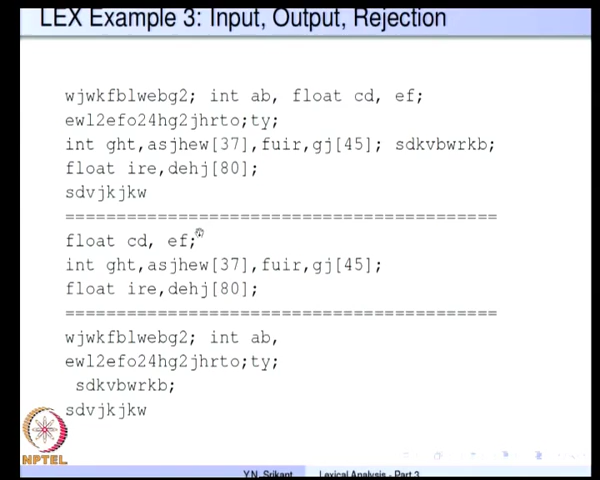 LEX Example 3: Input, Output, Rejection
wjwkfblwebg2; int ab, float cd, ef;
ewl2efo24hg2jhrto;ty;
int ght,asjhew[37],fuir,gj[45]; sdkvbwrkb;
float ire,dehj[80];
sdvjkjkw
==========================================
float cd, ef;
int ght,asjhew[37],fuir,gj[45];
float ire,dehj[80];
==========================================
wjwkfblwebg2; int ab,
ewl2efo24hg2jhrto;ty;
sdkvbwrkb;
sdvjkjkw
NPTEL
Y.N. Srikant Lexical Analysis - Part 3